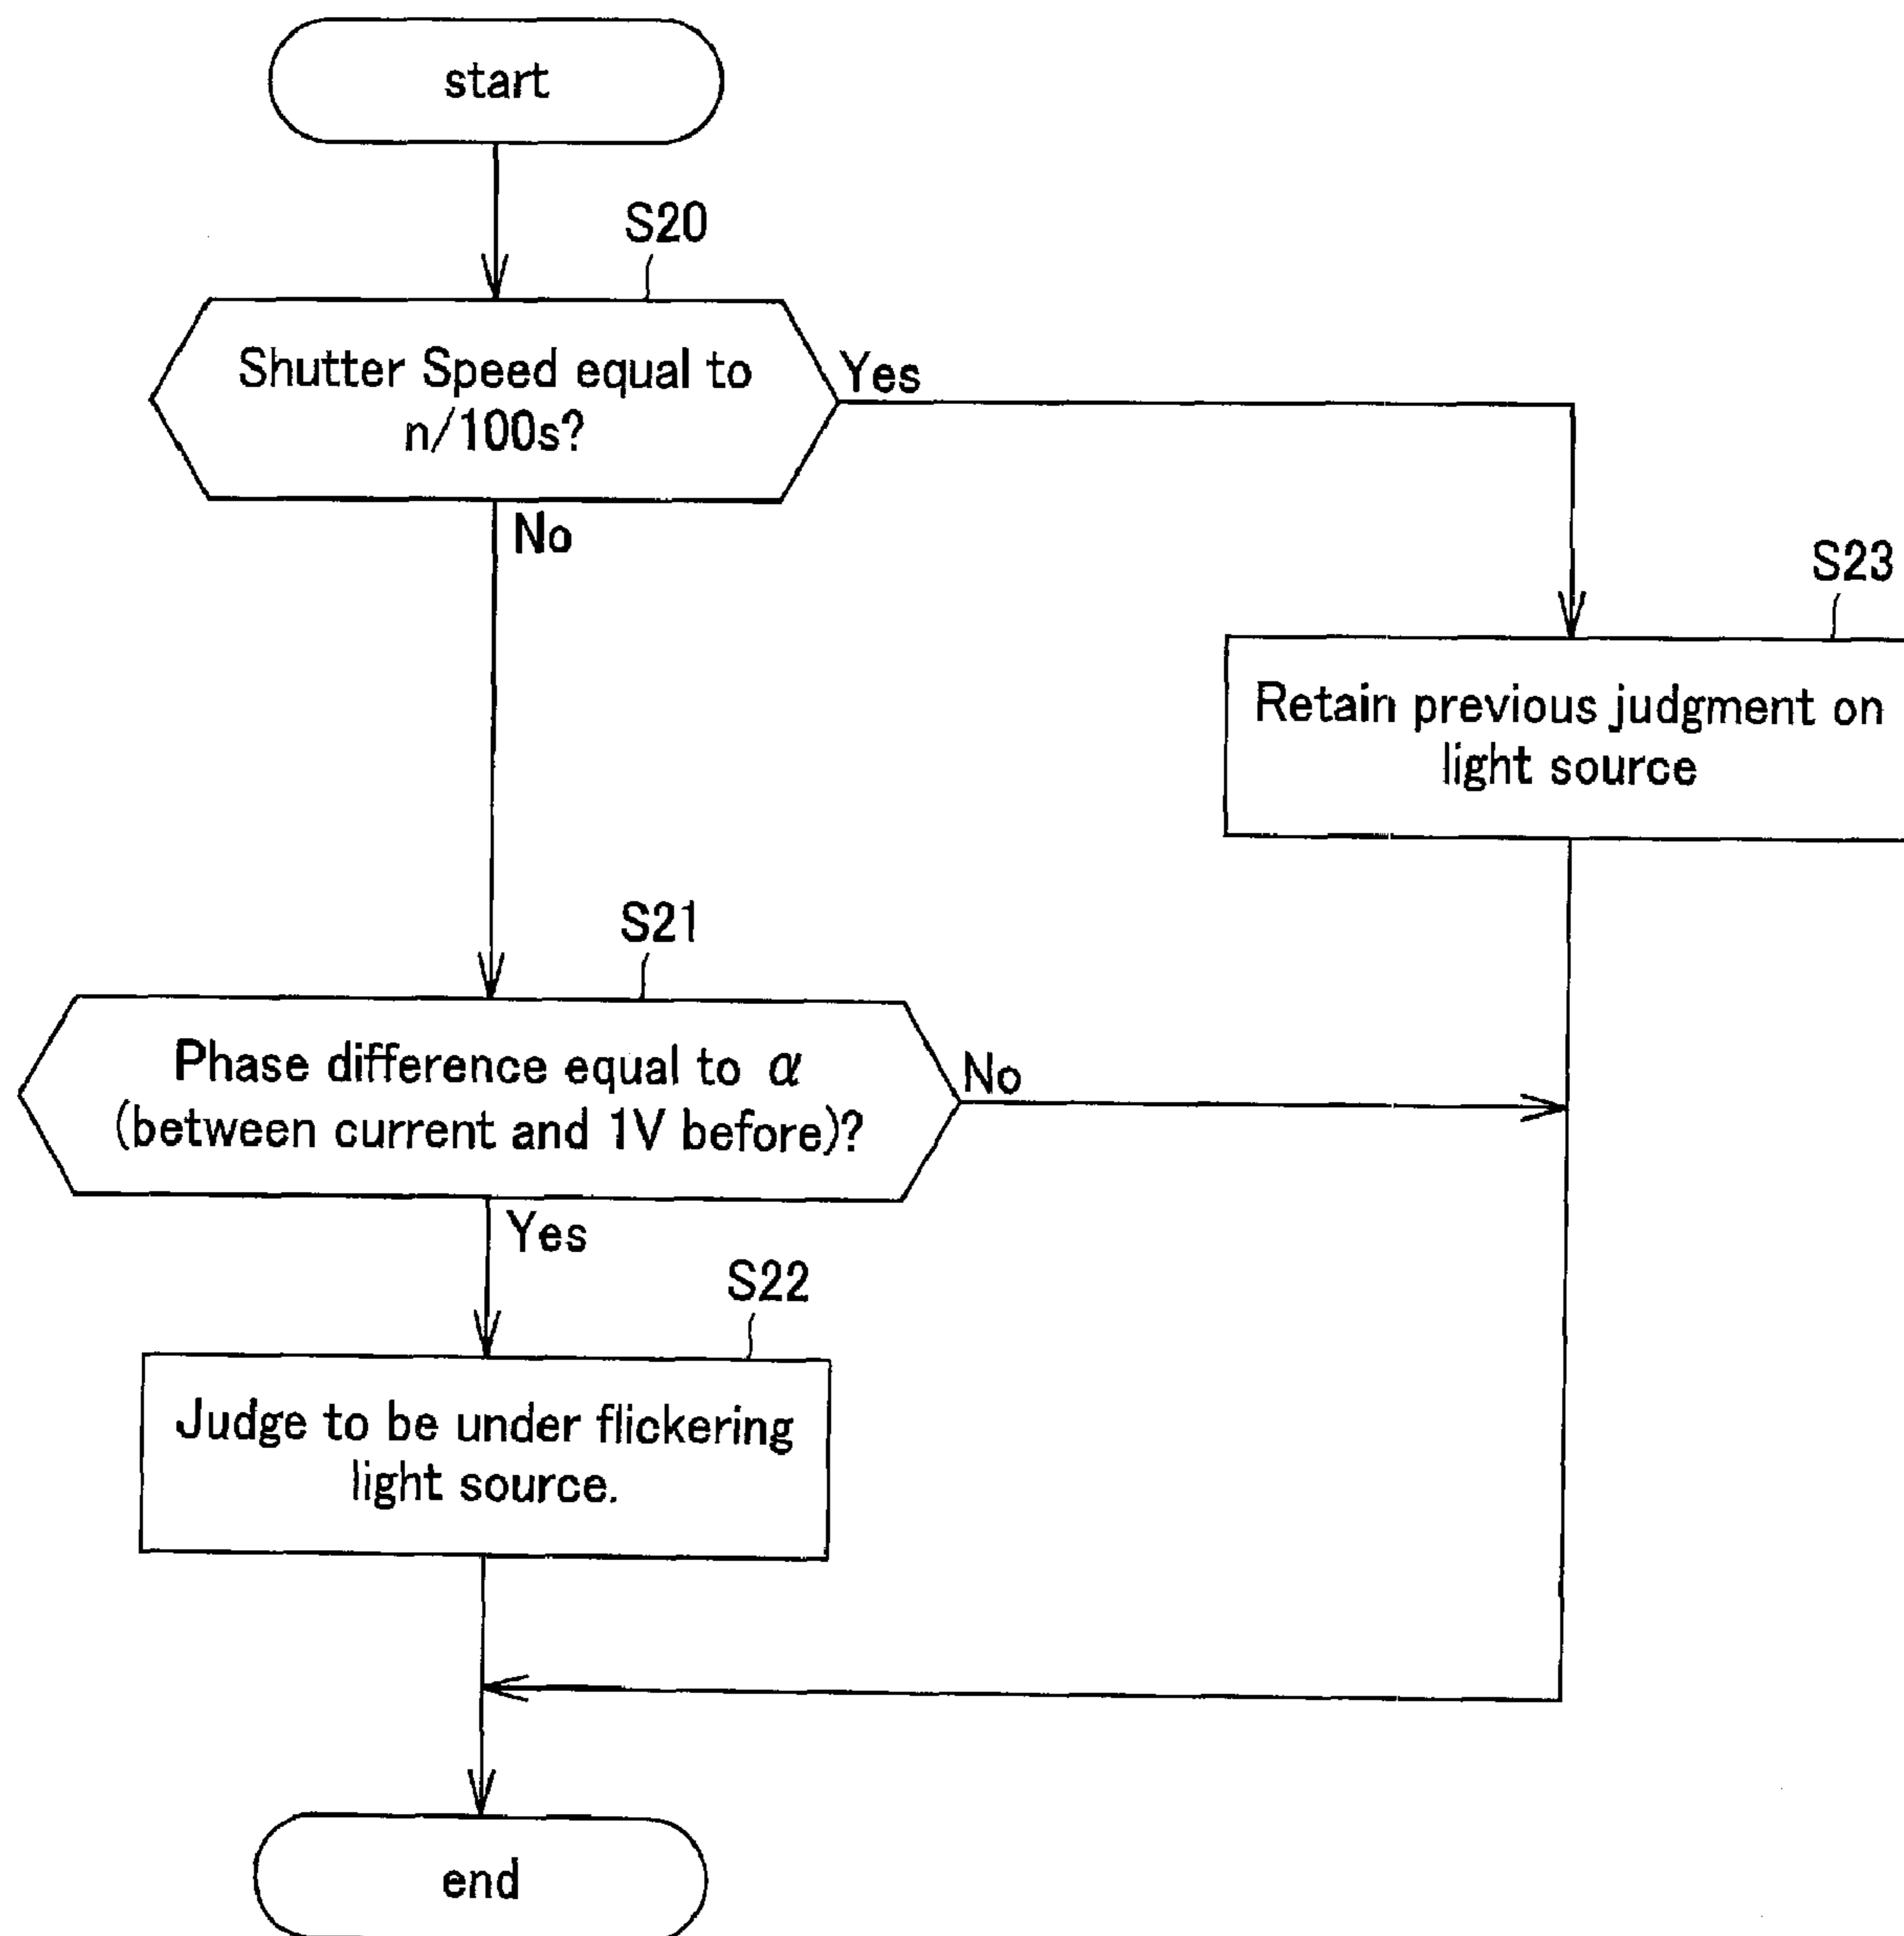 start
S20
Shutter Speed equal to
n/100s?
Yes
No
S23
Retain previous judgment on
light source
S21
Phase difference equal to α
(between current and 1V before)?
No
Yes
S22
Judge to be under flickering
light source.
end